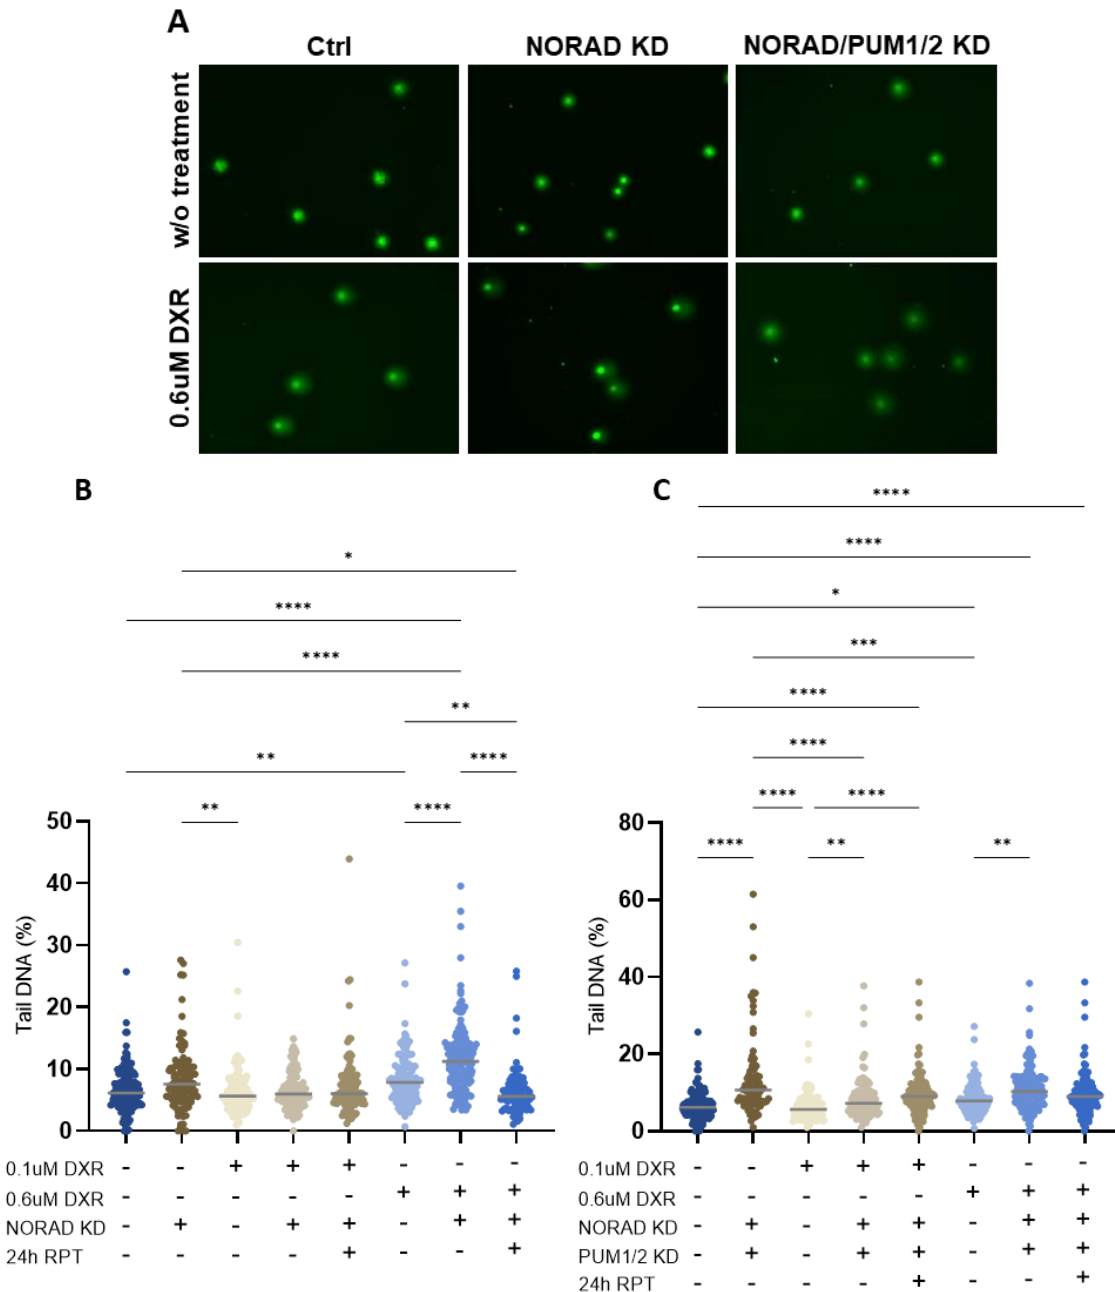 A
Ctrl
NORAD KD
NORAD/PUM1/2 KD
w/o treatment
0.6uM DXR
B
*
****
****
**
****
**
**
****
50
40
30
20
10
0
Tail DNA (%)
0.1uM DXR - - + + + - - -
0.6uM DXR - - - - - + + +
NORAD KD - + - + + - + +
24h RPT - - - - + - - +
C
****
****
*
***
****
****
****
****
****
**
**
80
60
40
20
0
Tail DNA (%)
0.1uM DXR - - + + + - - -
0.6uM DXR - - - - - + + +
NORAD KD - + - + + - + +
PUM1/2 KD - + - + + - + +
24h RPT - - - - + - - +